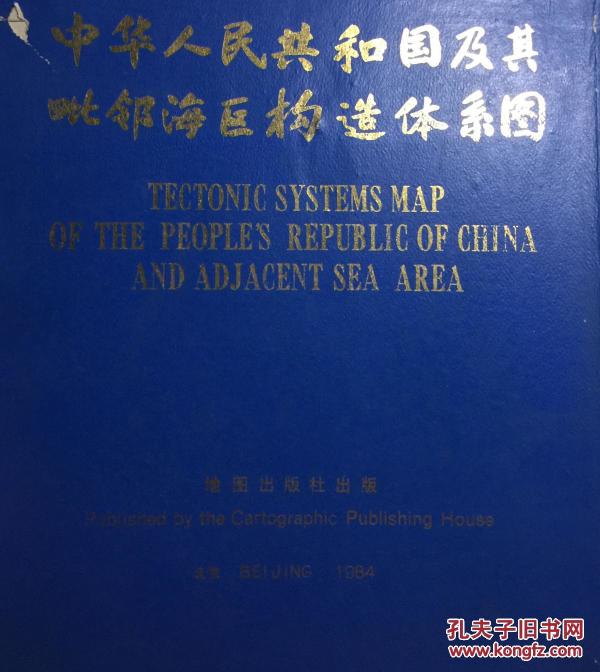 中华人民共和国及其
毗邻海区构造体系图
TECTONIC SYSTEMS MAP
OF THE PEOPLE'S REPUBLIC OF CHINA
AND ADJACENT SEA AREA
地图出版社出版
Published by the Cartographic Publishing House
北京 BEIJING 1984
孔夫子旧书网
www.kongfz.com